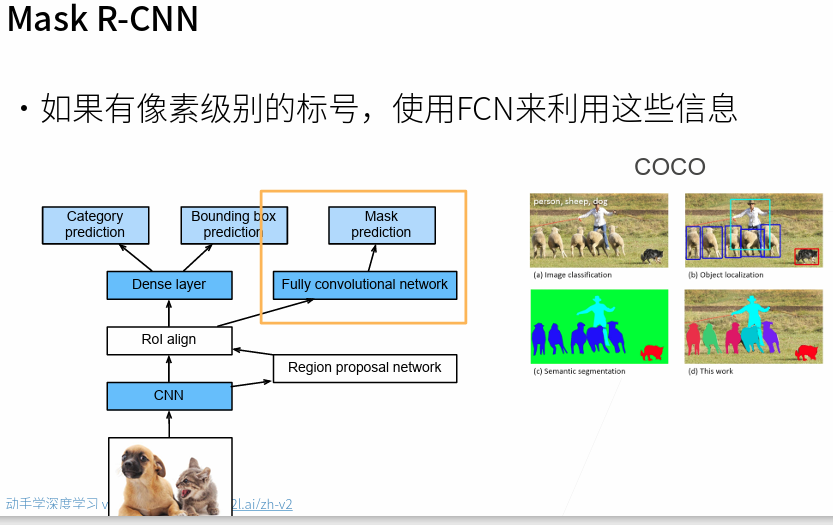 Mask R-CNN
• 如果有像素级别的标号，使用FCN来利用这些信息
COCO
Category
prediction
Bounding box
prediction
Mask
prediction
Dense layer
Fully convolutional network
RoI align
Region proposal network
CNN
person, sheep, dog
(a) Image classification
(b) Object localization
(c) Semantic segmentation
(d) This work
动手学深度学习 v
2l.ai/zh-v2